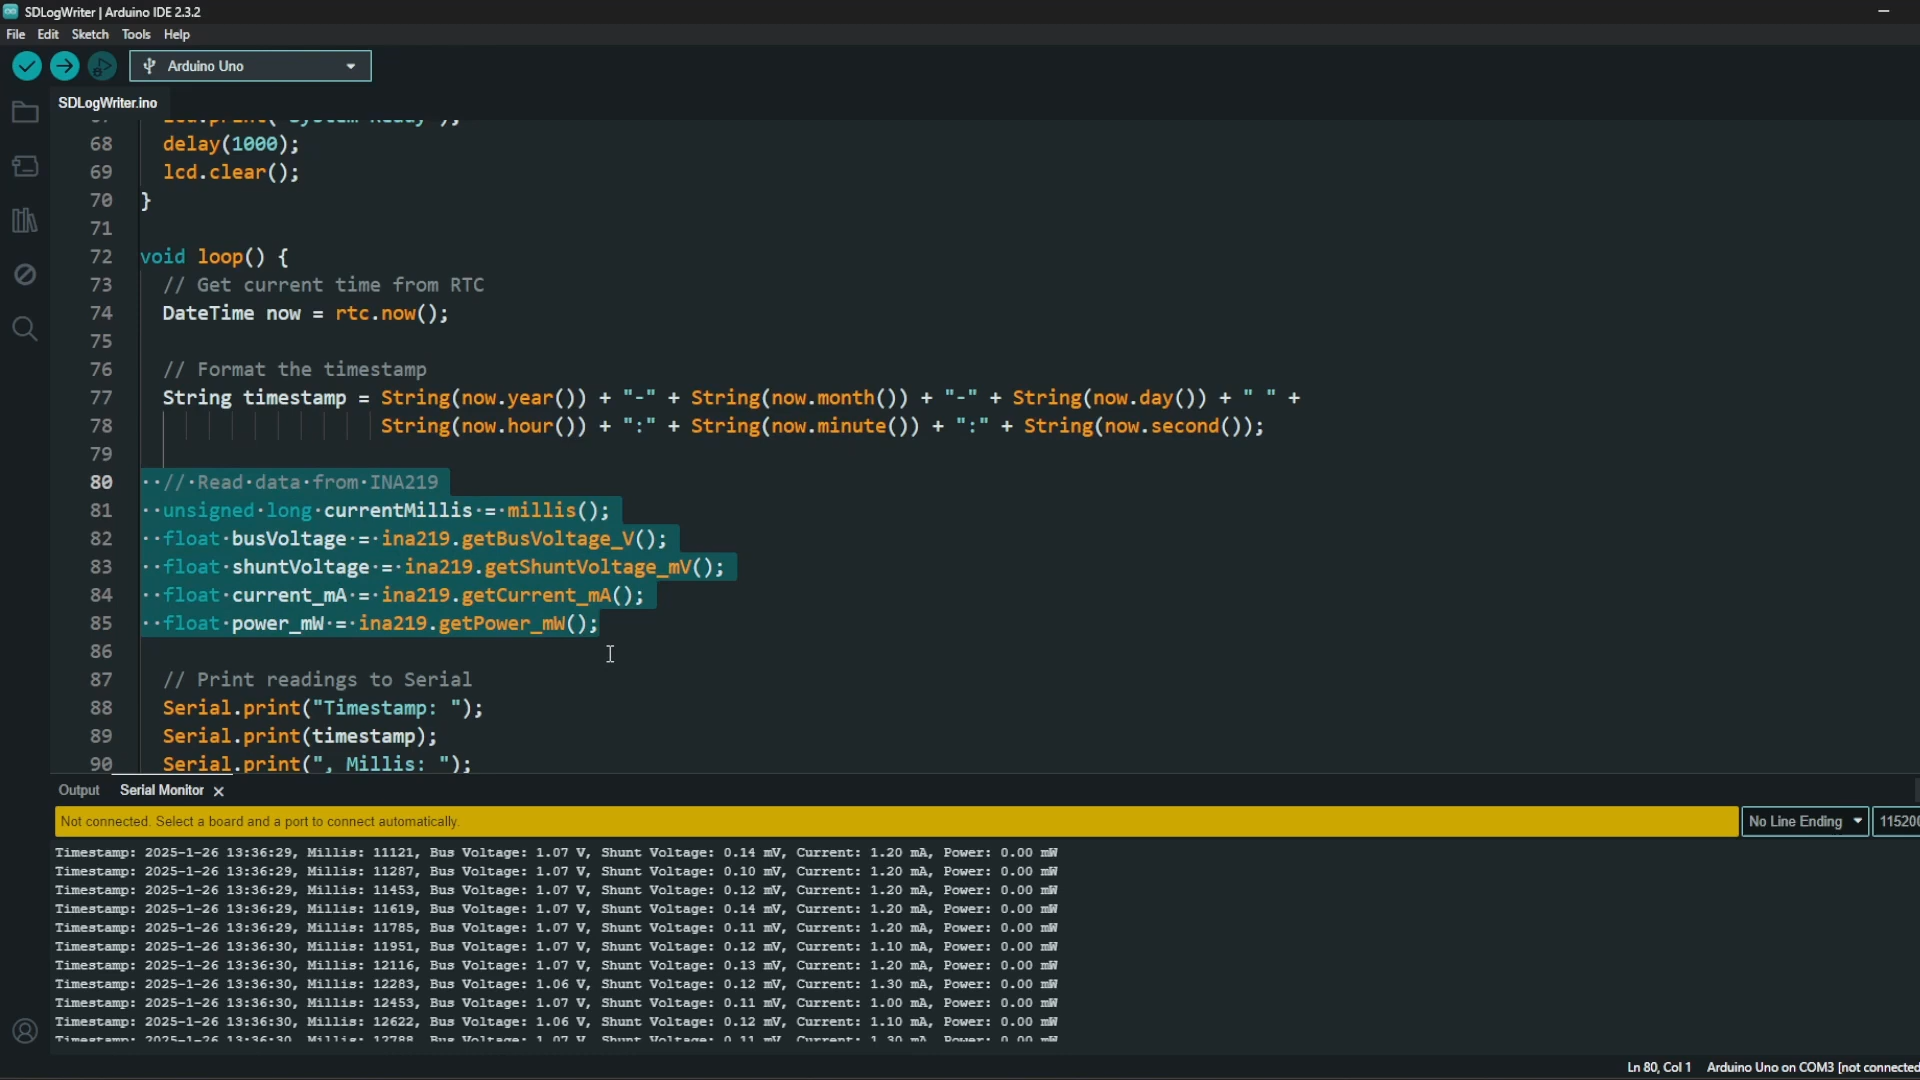 SDLogWriter | Arduino IDE 2.3.2
File Edit Sketch Tools Help
Arduino Uno
SDLogWriter.ino
68 delay(1000);
69 lcd.clear();
70 }
71
72 void loop() {
73 // Get current time from RTC
74 DateTime now = rtc.now();
75
76 // Format the timestamp
77 String timestamp = String(now.year()) + "-" + String(now.month()) + "-" + String(now.day()) + " " +
78 String(now.hour()) + ":" + String(now.minute()) + ":" + String(now.second());
79
80 ··//·Read·data·from·INA219
81 ··unsigned·long·currentMillis·=·millis();
82 ··float·busVoltage·=·ina219.getBusVoltage_V();
83 ··float·shuntVoltage·=·ina219.getShuntVoltage_mV();
84 ··float·current_mA·=·ina219.getCurrent_mA();
85 ··float·power_mW·=·ina219.getPower_mW();
86
87 // Print readings to Serial
88 Serial.print("Timestamp: ");
89 Serial.print(timestamp);
90 Serial.print(", Millis: ");
Output Serial Monitor
Not connected. Select a board and a port to connect automatically. No Line Ending 115200
Timestamp: 2025-1-26 13:36:29, Millis: 11121, Bus Voltage: 1.07 V, Shunt Voltage: 0.14 mV, Current: 1.20 mA, Power: 0.00 mW
Timestamp: 2025-1-26 13:36:29, Millis: 11287, Bus Voltage: 1.07 V, Shunt Voltage: 0.10 mV, Current: 1.20 mA, Power: 0.00 mW
Timestamp: 2025-1-26 13:36:29, Millis: 11453, Bus Voltage: 1.07 V, Shunt Voltage: 0.12 mV, Current: 1.20 mA, Power: 0.00 mW
Timestamp: 2025-1-26 13:36:29, Millis: 11619, Bus Voltage: 1.07 V, Shunt Voltage: 0.14 mV, Current: 1.20 mA, Power: 0.00 mW
Timestamp: 2025-1-26 13:36:29, Millis: 11785, Bus Voltage: 1.07 V, Shunt Voltage: 0.11 mV, Current: 1.20 mA, Power: 0.00 mW
Timestamp: 2025-1-26 13:36:30, Millis: 11951, Bus Voltage: 1.07 V, Shunt Voltage: 0.12 mV, Current: 1.10 mA, Power: 0.00 mW
Timestamp: 2025-1-26 13:36:30, Millis: 12116, Bus Voltage: 1.07 V, Shunt Voltage: 0.13 mV, Current: 1.20 mA, Power: 0.00 mW
Timestamp: 2025-1-26 13:36:30, Millis: 12283, Bus Voltage: 1.06 V, Shunt Voltage: 0.12 mV, Current: 1.30 mA, Power: 0.00 mW
Timestamp: 2025-1-26 13:36:30, Millis: 12453, Bus Voltage: 1.07 V, Shunt Voltage: 0.11 mV, Current: 1.00 mA, Power: 0.00 mW
Timestamp: 2025-1-26 13:36:30, Millis: 12622, Bus Voltage: 1.06 V, Shunt Voltage: 0.12 mV, Current: 1.10 mA, Power: 0.00 mW
Timestamp: 2025-1-26 13:36:30, Millis: 12788, Bus Voltage: 1.07 V, Shunt Voltage: 0.11 mV, Current: 1.30 mA, Power: 0.00 mW
Ln 80, Col 1 Arduino Uno on COM3 [not connected